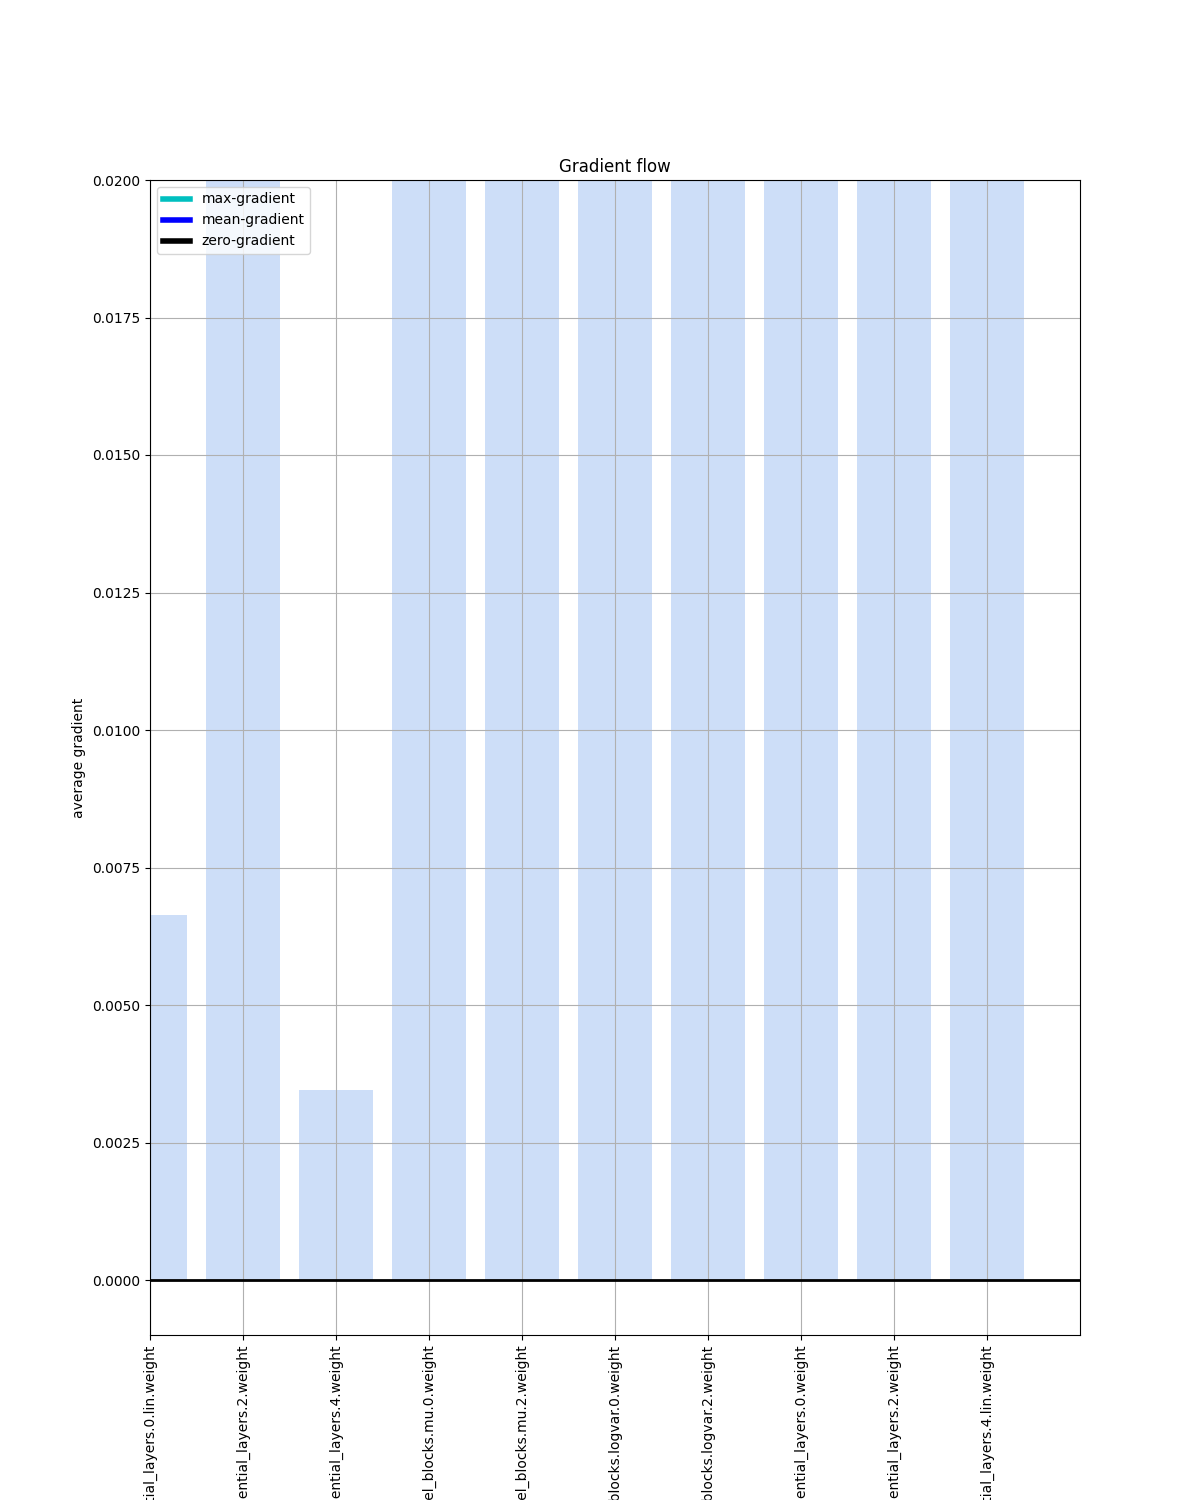 Gradient flow
max-gradient
mean-gradient
zero-gradient
0.0200
0.0175
0.0150
0.0125
0.0100
0.0075
0.0050
0.0025
0.0000
average gradient
tial_layers.0.lin.weight
ential_layers.2.weight
ential_layers.4.weight
el_blocks.mu.0.weight
el_blocks.mu.2.weight
blocks.logvar.0.weight
blocks.logvar.2.weight
ential_layers.0.weight
ential_layers.2.weight
tial_layers.4.lin.weight